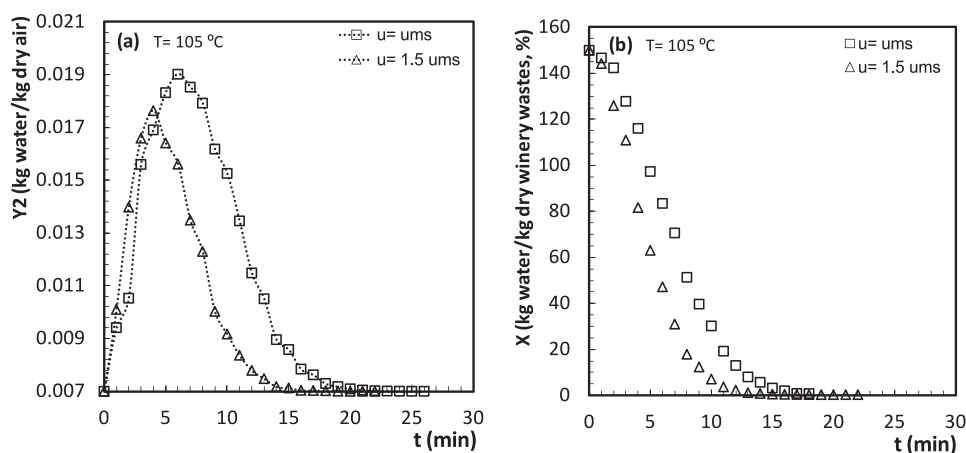 (a)
T= 105 ºC
u= ums
u= 1.5 ums
Y2 (kg water/kg dry air)
0.021
0.019
0.017
0.015
0.013
0.011
0.009
0.007
0 5 10 15 20 25 30
t (min)
(b)
T= 105 ºC
u= ums
u= 1.5 ums
X (kg water/kg dry winery wastes, %)
160
140
120
100
80
60
40
20
0
0 5 10 15 20 25 30
t (min)